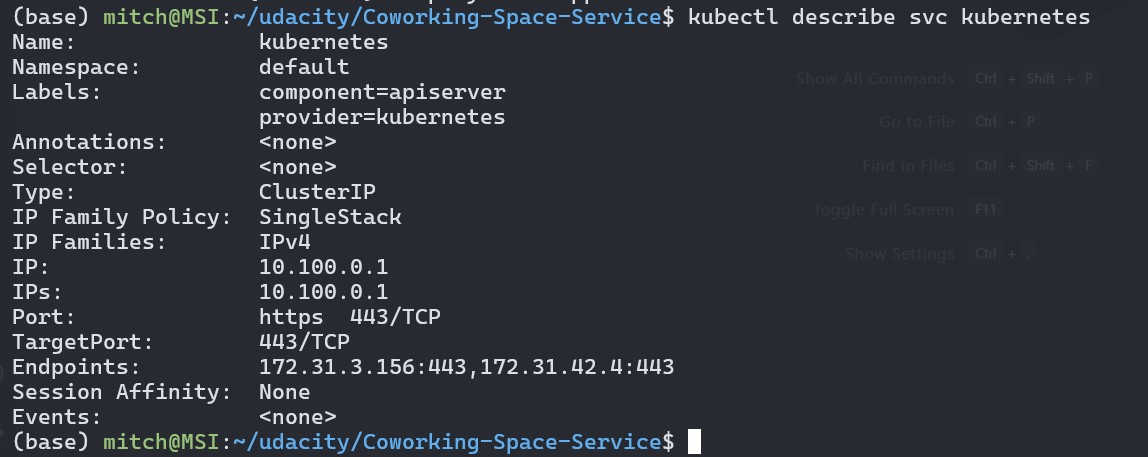 (base) mitch@MSI:~/udacity/Coworking-Space-Service$ kubectl describe svc kubernetes
Name: kubernetes
Namespace: default
Labels: component=apiserver
provider=kubernetes
Annotations: <none>
Selector: <none>
Type: ClusterIP
IP Family Policy: SingleStack
IP Families: IPv4
IP: 10.100.0.1
IPs: 10.100.0.1
Port: https 443/TCP
TargetPort: 443/TCP
Endpoints: 172.31.3.156:443,172.31.42.4:443
Session Affinity: None
Events: <none>
(base) mitch@MSI:~/udacity/Coworking-Space-Service$
Show All Commands Ctrl + Shift + P
Go to File Ctrl + P
Find in Files Ctrl + Shift + F
Toggle Full Screen F11
Show Settings Ctrl + ,